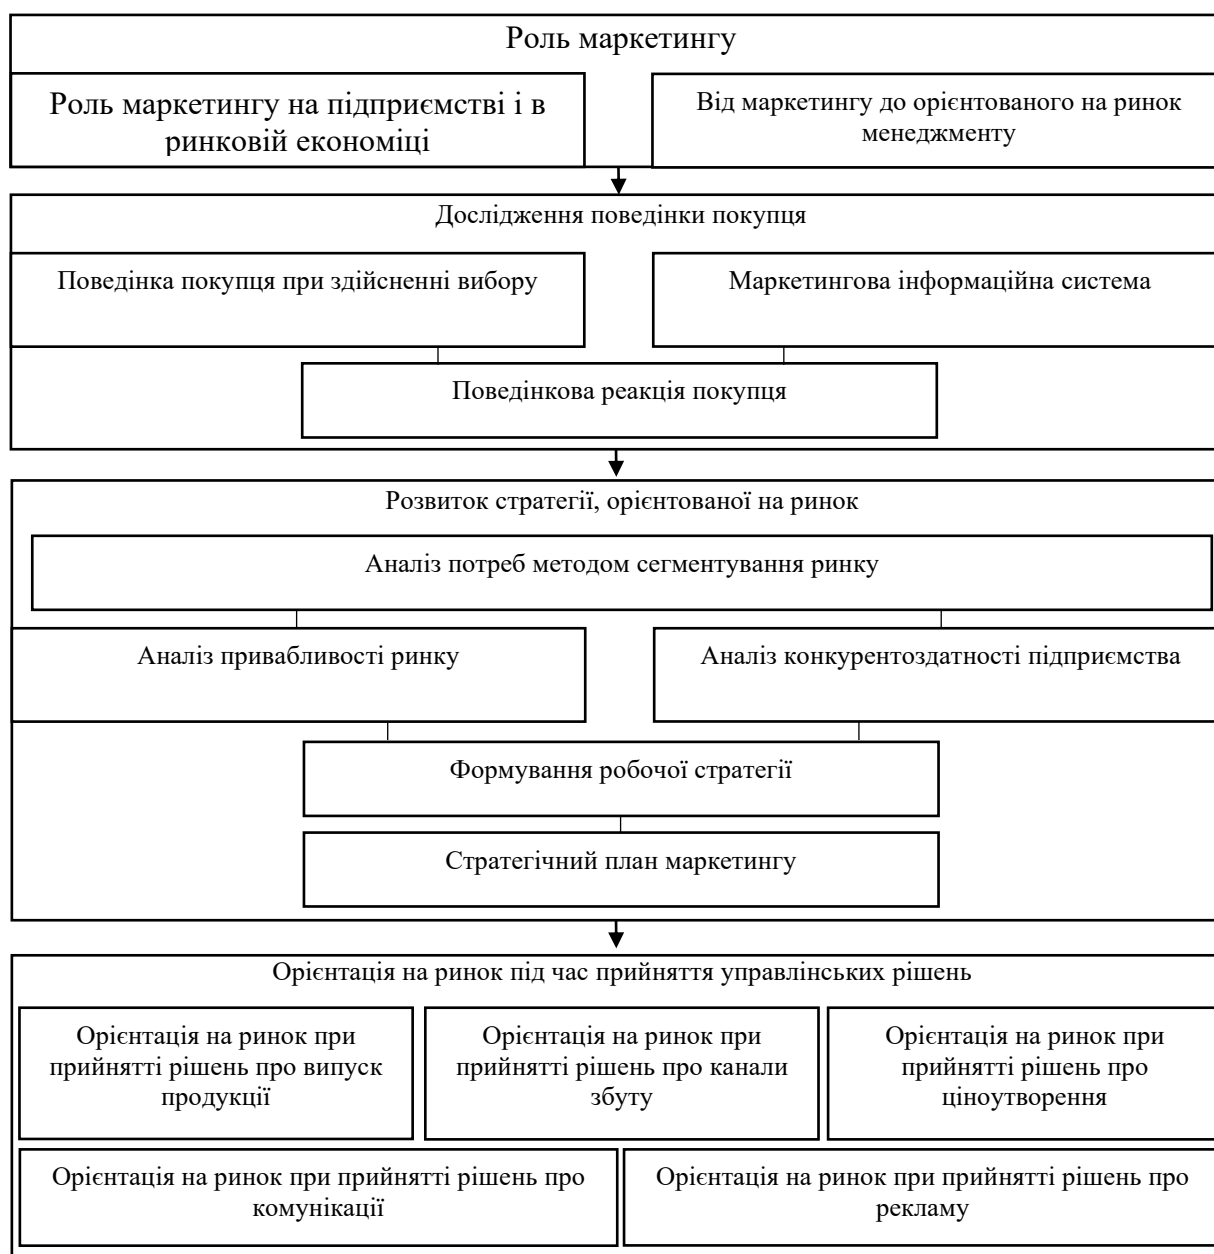 Роль маркетингу
Роль маркетингу на підприємстві і в
ринковій економіці
Від маркетингу до орієнтованого на ринок
менеджменту
Дослідження поведінки покупця
Поведінка покупця при здійсненні вибору
Маркетингова інформаційна система
Поведінкова реакція покупця
Розвиток стратегії, орієнтованої на ринок
Аналіз потреб методом сегментування ринку
Аналіз привабливості ринку
Аналіз конкурентоздатності підприємства
Формування робочої стратегії
Стратегічний план маркетингу
Орієнтація на ринок під час прийняття управлінських рішень
Орієнтація на ринок при
прийнятті рішень про випуск
продукції
Орієнтація на ринок при
прийнятті рішень про канали
збуту
Орієнтація на ринок при
прийнятті рішень про
ціноутворення
Орієнтація на ринок при прийнятті рішень про
комунікації
Орієнтація на ринок при прийнятті рішень про
рекламу